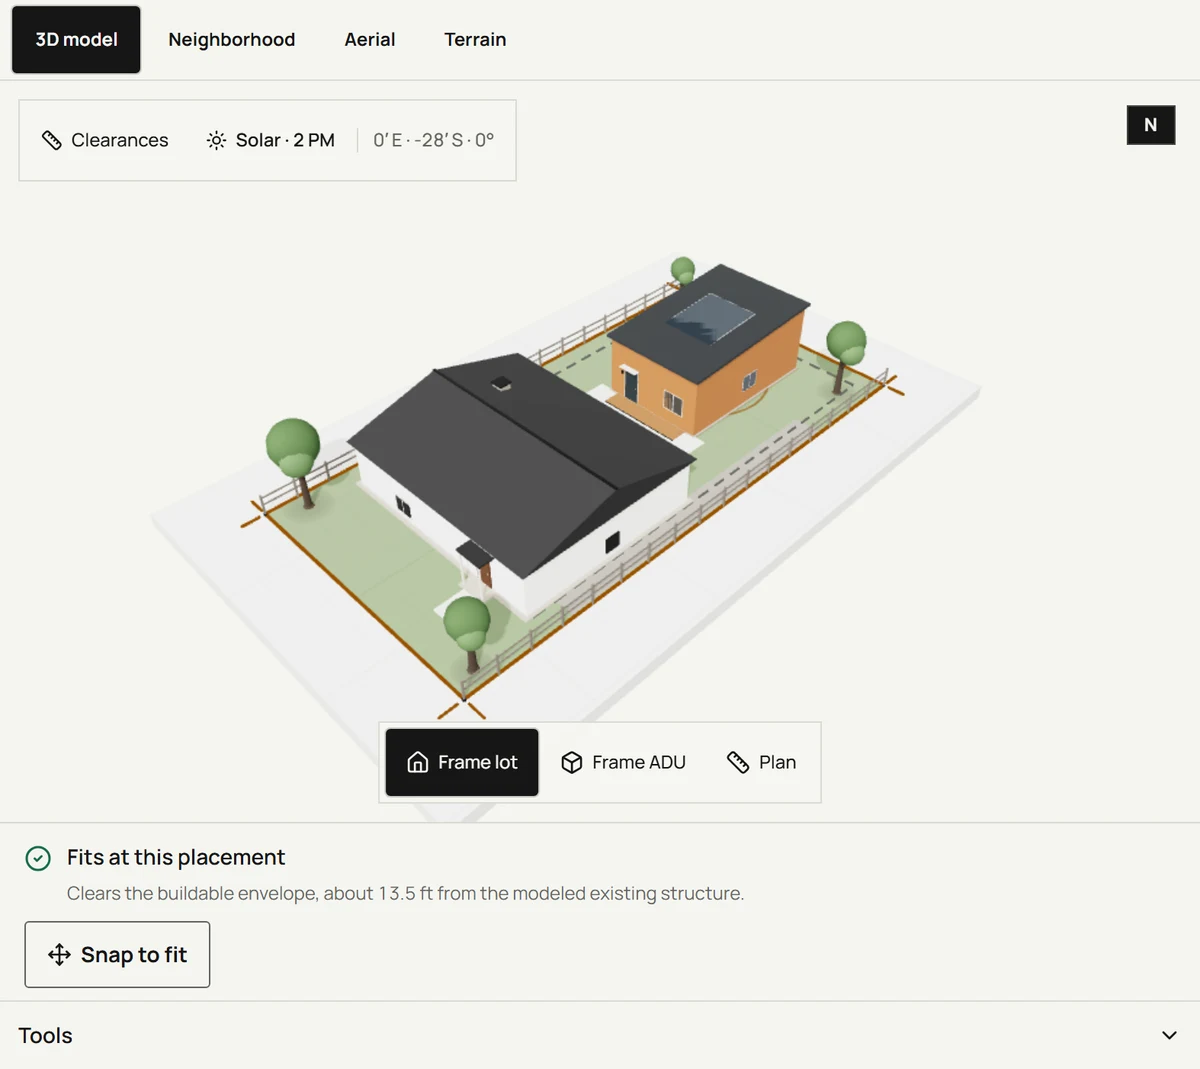 3D model Neighborhood Aerial Terrain
Clearances Solar · 2 PM 0′E · -28′S · 0° N
Frame lot Frame ADU Plan
Fits at this placement
Clears the buildable envelope, about 13.5 ft from the modeled existing structure.
Snap to fit
Tools